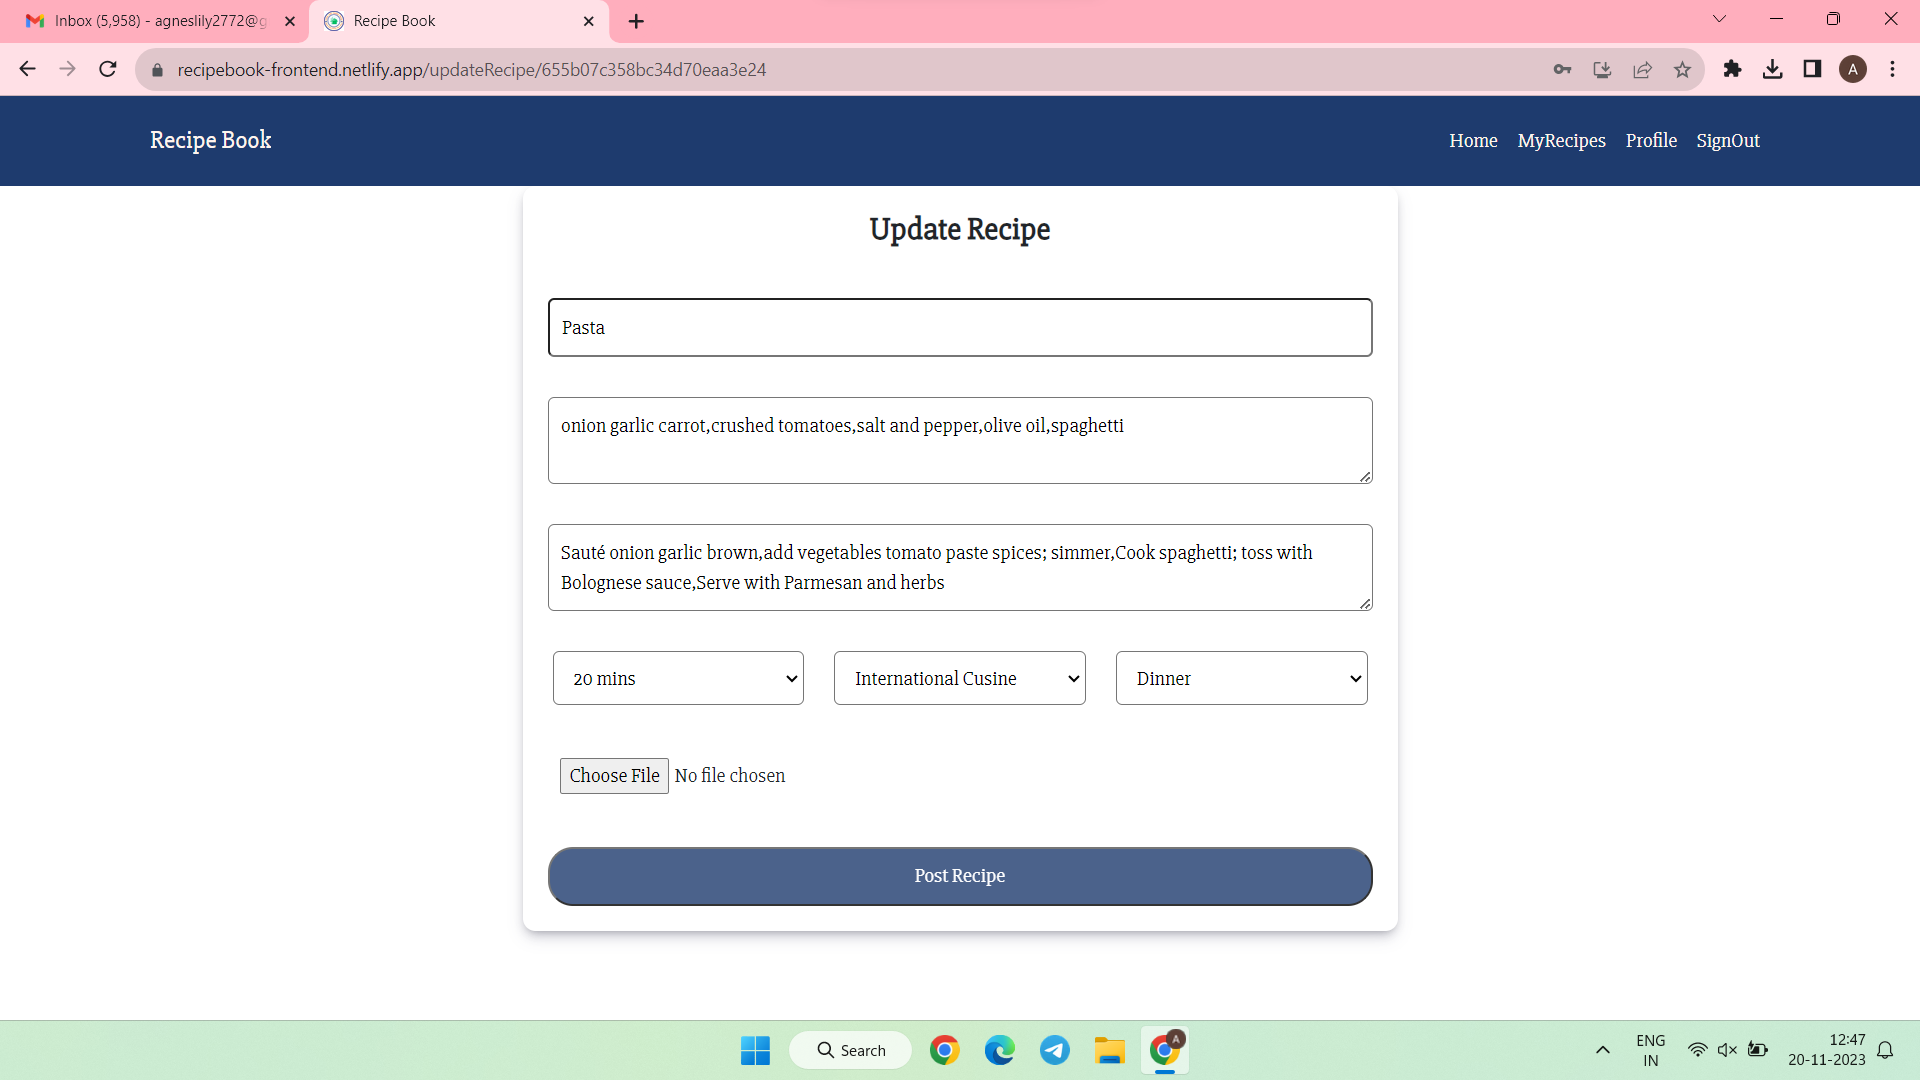 Inbox (5,958) - agneslily2772@g
Recipe Book
recipebook-frontend.netlify.app/updateRecipe/655b07c358bc34d70eaa3e24
A
Recipe Book
Home
MyRecipes
Profile
SignOut
Update Recipe
Pasta
onion garlic carrot,crushed tomatoes,salt and pepper,olive oil,spaghetti
Sauté onion garlic brown,add vegetables tomato paste spices; simmer,Cook spaghetti; toss with
Bolognese sauce,Serve with Parmesan and herbs
20 mins
International Cusine
Dinner
Choose File No file chosen
Post Recipe
Search
A
ENG
IN
12:47
20-11-2023